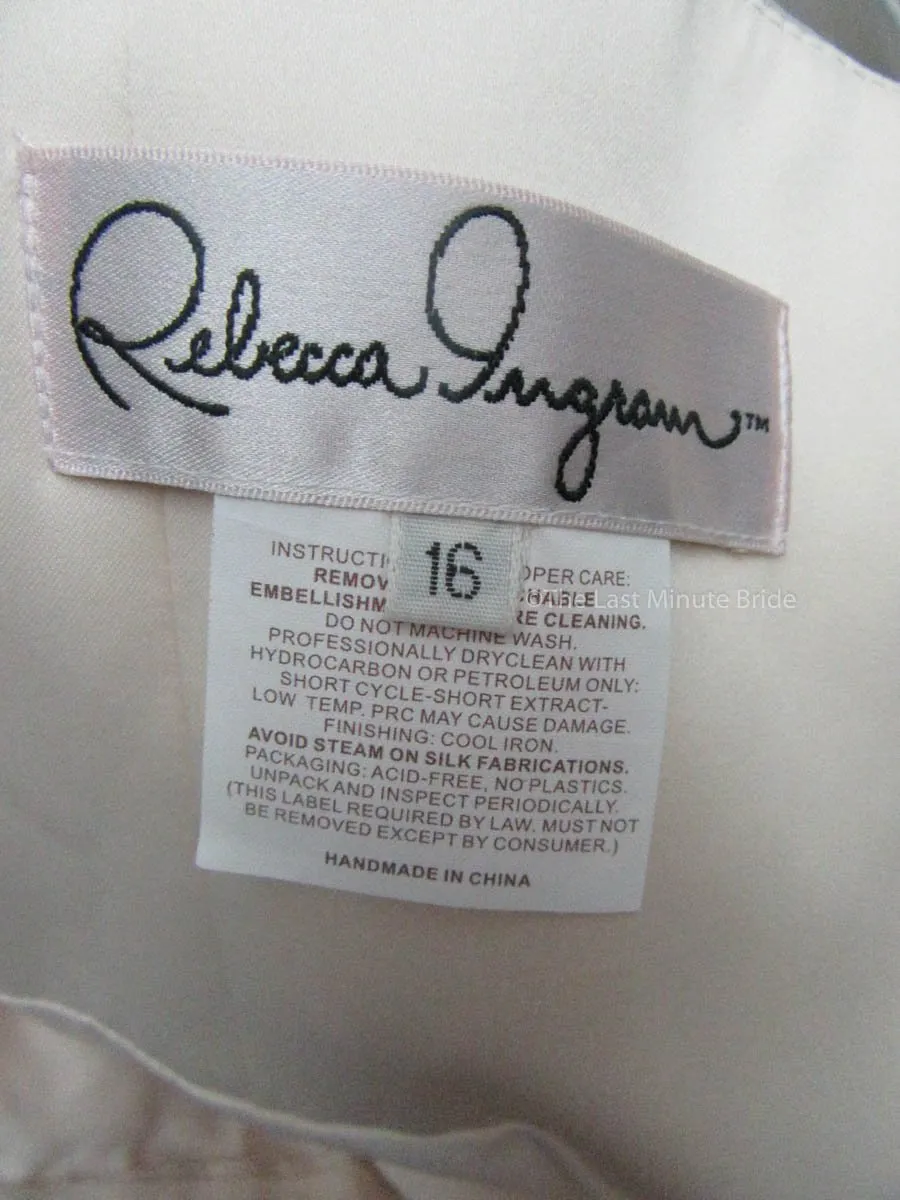 Rebecca Ingram™
16
INSTRUCTI OPER CARE:
REMOV CHABLE
EMBELLISHM RE CLEANING.
© The Last Minute Bride
DO NOT MACHINE WASH.
PROFESSIONALLY DRYCLEAN WITH
HYDROCARBON OR PETROLEUM ONLY:
SHORT CYCLE-SHORT EXTRACT-
LOW TEMP. PRC MAY CAUSE DAMAGE.
FINISHING: COOL IRON.
AVOID STEAM ON SILK FABRICATIONS.
PACKAGING: ACID-FREE, NO PLASTICS.
UNPACK AND INSPECT PERIODICALLY.
(THIS LABEL REQUIRED BY LAW. MUST NOT
BE REMOVED EXCEPT BY CONSUMER.)
HANDMADE IN CHINA